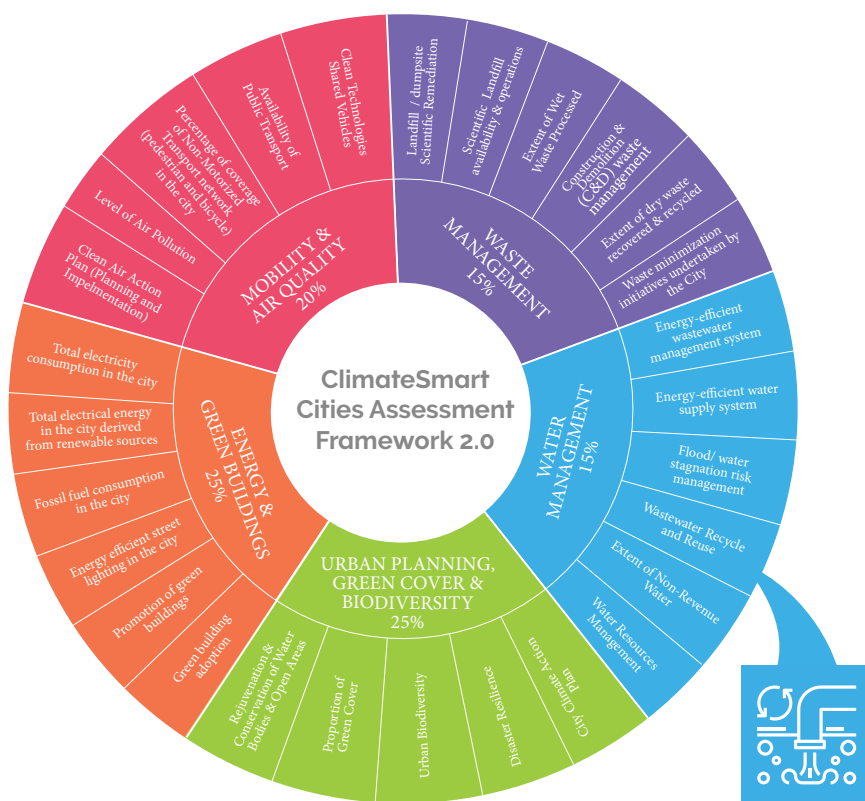 ClimateSmart
Cities Assessment
Framework 2.0
MOBILITY &
AIR QUALITY
20%
Clean Air Action
Plan (Planning and
Impelmentation)
Level of Air Pollution
Percentage of coverage
of Non-Motorized
Transport network
(pedestrian and bicycle)
in the city
Availability of
Public Transport
Clean Technologies
Shared Vehicles
WASTE
MANAGEMENT
15%
Landfill / dumpsite
Scientific Remediation
Scientific Landfill
availability & operations
Extent of Wet
Waste Processed
Construction &
Demolition
(C&D) waste
management
Extent of dry waste
recovered & recycled
Waste minimization
initiatives undertaken by
the City
WATER
MANAGEMENT
15%
Energy-efficient
wastewater
management system
Energy-efficient water
supply system
Flood/ water
stagnation risk
management
Wastewater Recycle
and Reuse
Extent of Non-Revenue
Water
Water Resources
Management
URBAN PLANNING,
GREEN COVER &
BIODIVERSITY
25%
City Climate Action
Plan
Disaster Resilience
Urban Biodiversity
Proportion of
Green Cover
Rejuvenation &
Conservation of Water
Bodies & Open Areas
ENERGY &
GREEN BUILDINGS
25%
Green building
adoption
Promotion of green
buildings
Energy efficient street
lighting in the city
Fossil fuel consumption
in the city
Total electrical energy
in the city derived
from renewable sources
Total electricity
consumption in the city